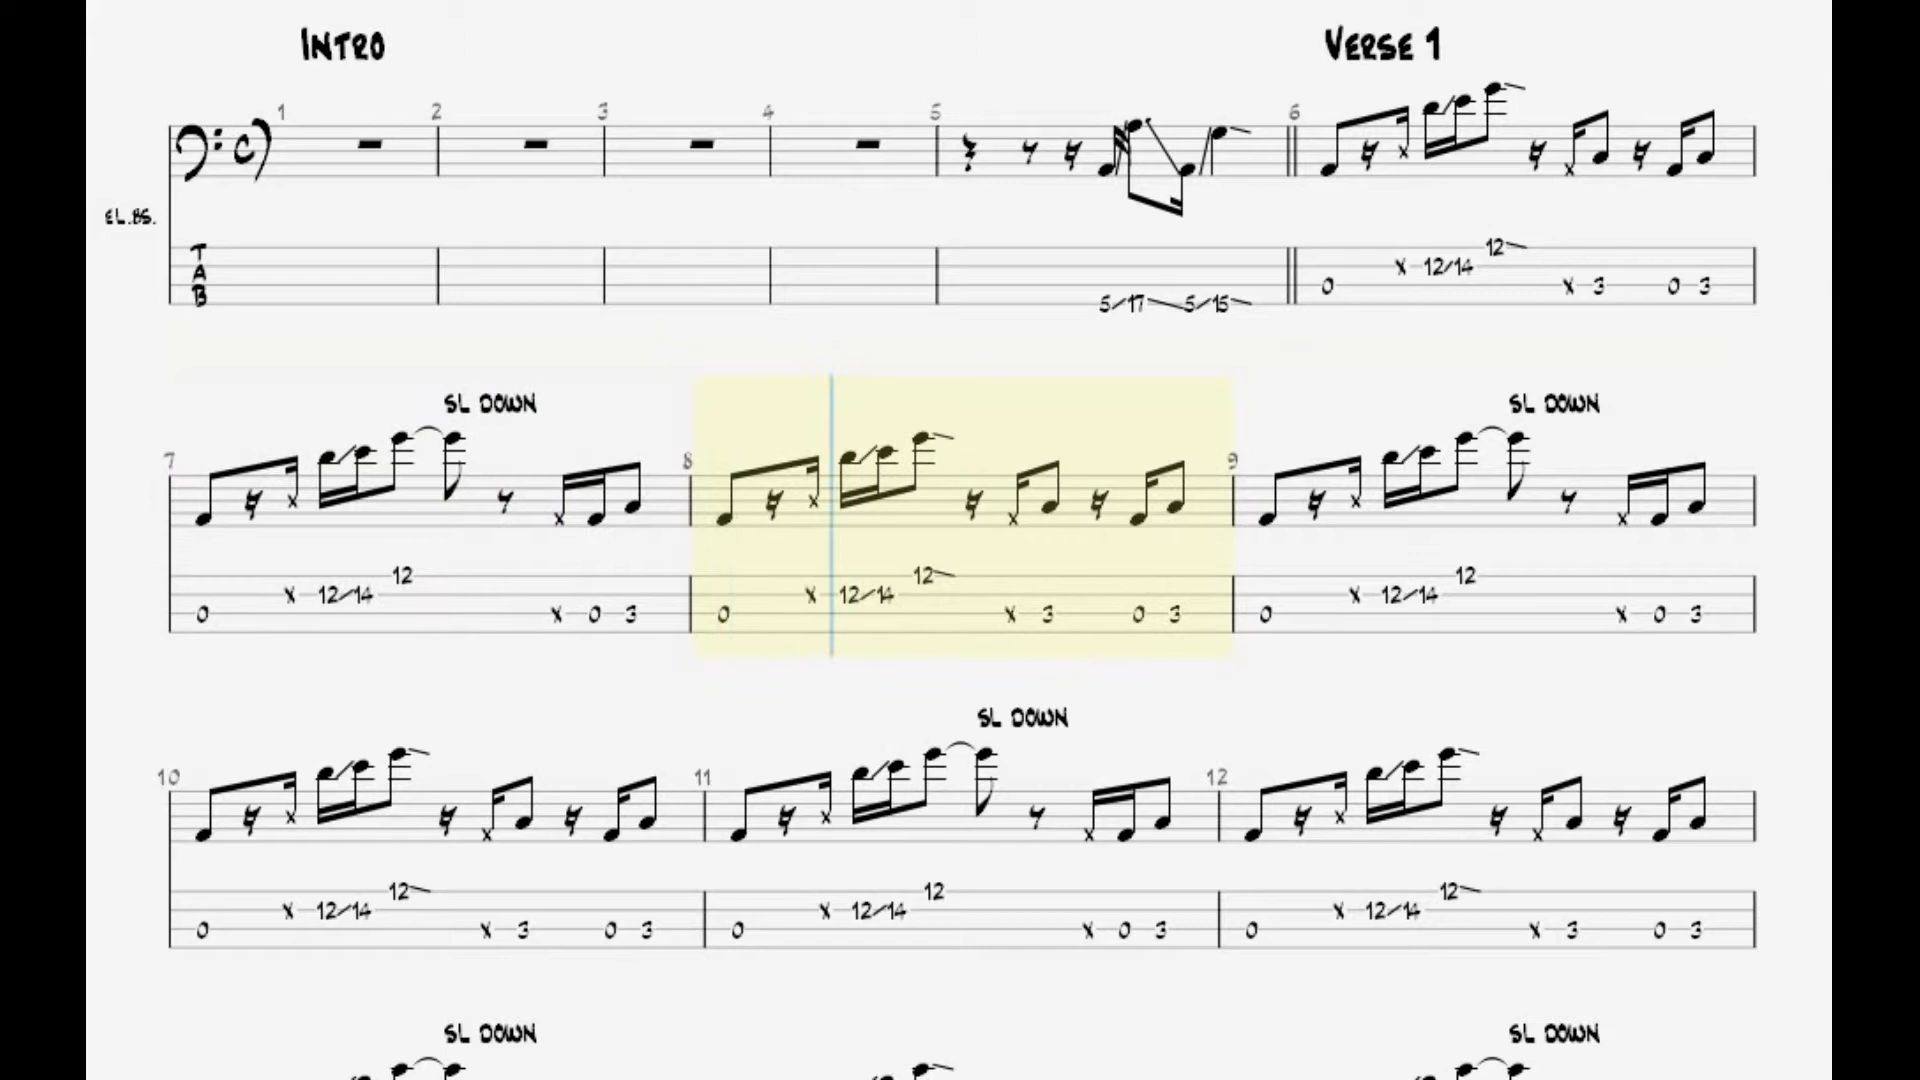 INTRO VERSE 1
1 2 3 4 5 6
EL.BS.
T
A
B
12
X 12/14
0 X 3 0 3
5/17 5/15
SL DOWN SL DOWN
7 8 9
12 12 12
X 12/14 X 12/14 X 12/14
0 X 0 3 0 X 3 0 3 0 X 0 3
SL DOWN
10 11 12
12 12 12
X 12/14 X 12/14 X 12/14
0 X 3 0 3 0 X 0 3 0 X 3 0 3
SL DOWN SL DOWN